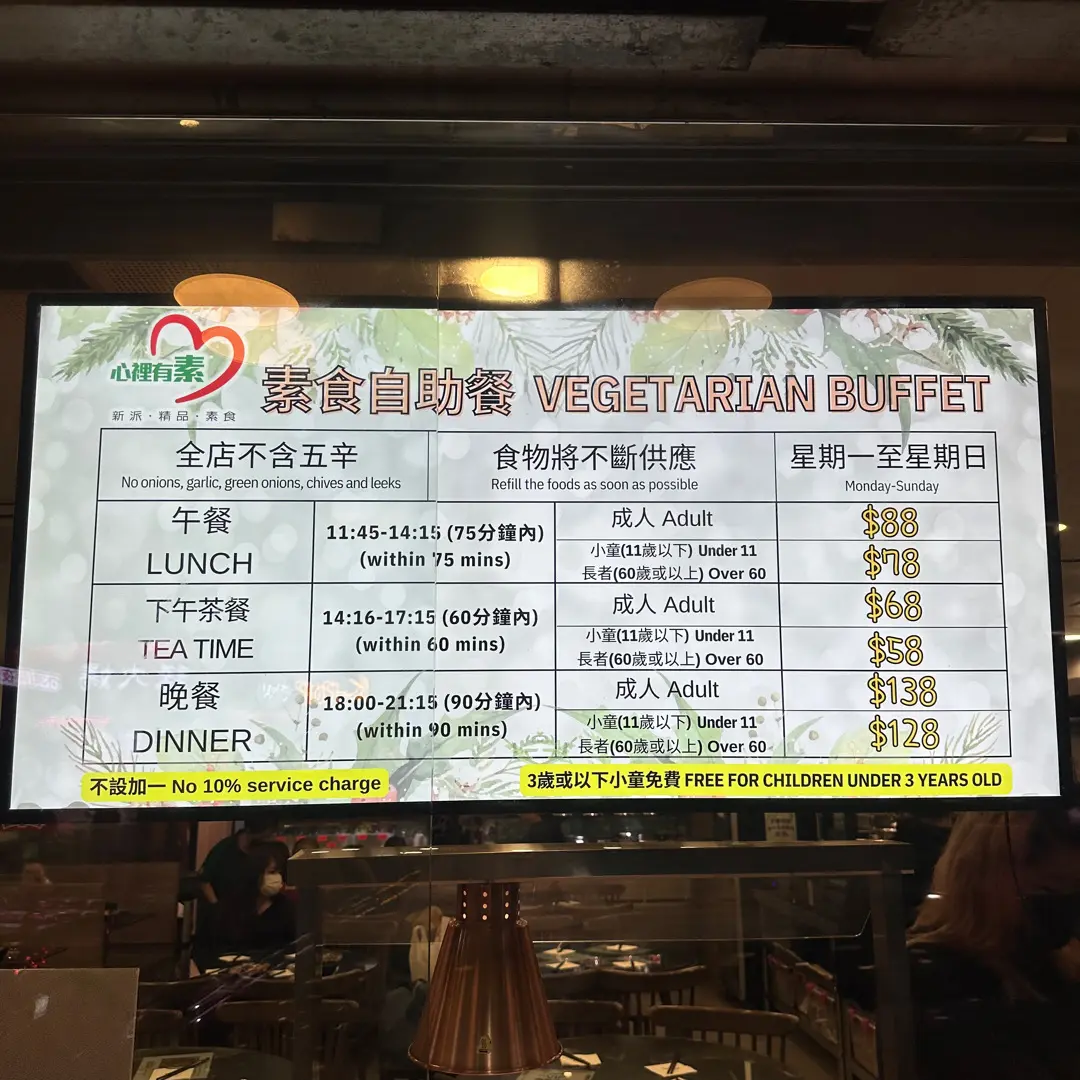 心裡有素
新派·精品·素食
素食自助餐 VEGETARIAN BUFFET
全店不含五辛
No onions, garlic, green onions, chives and leeks
食物將不斷供應
Refill the foods as soon as possible
星期一至星期日
Monday-Sunday
午餐
LUNCH
11:45-14:15 (75分鐘內)
(within 75 mins)
成人 Adult
$88
小童(11歲以下) Under 11
長者(60歲或以上) Over 60
$78
下午茶餐
TEA TIME
14:16-17:15 (60分鐘內)
(within 60 mins)
成人 Adult
$68
小童(11歲以下) Under 11
長者(60歲或以上) Over 60
$58
晚餐
DINNER
18:00-21:15 (90分鐘內)
(within 90 mins)
成人 Adult
$138
小童(11歲以下) Under 11
長者(60歲或以上) Over 60
$128
不設加一 No 10% service charge
3歲或以下小童免費 FREE FOR CHILDREN UNDER 3 YEARS OLD